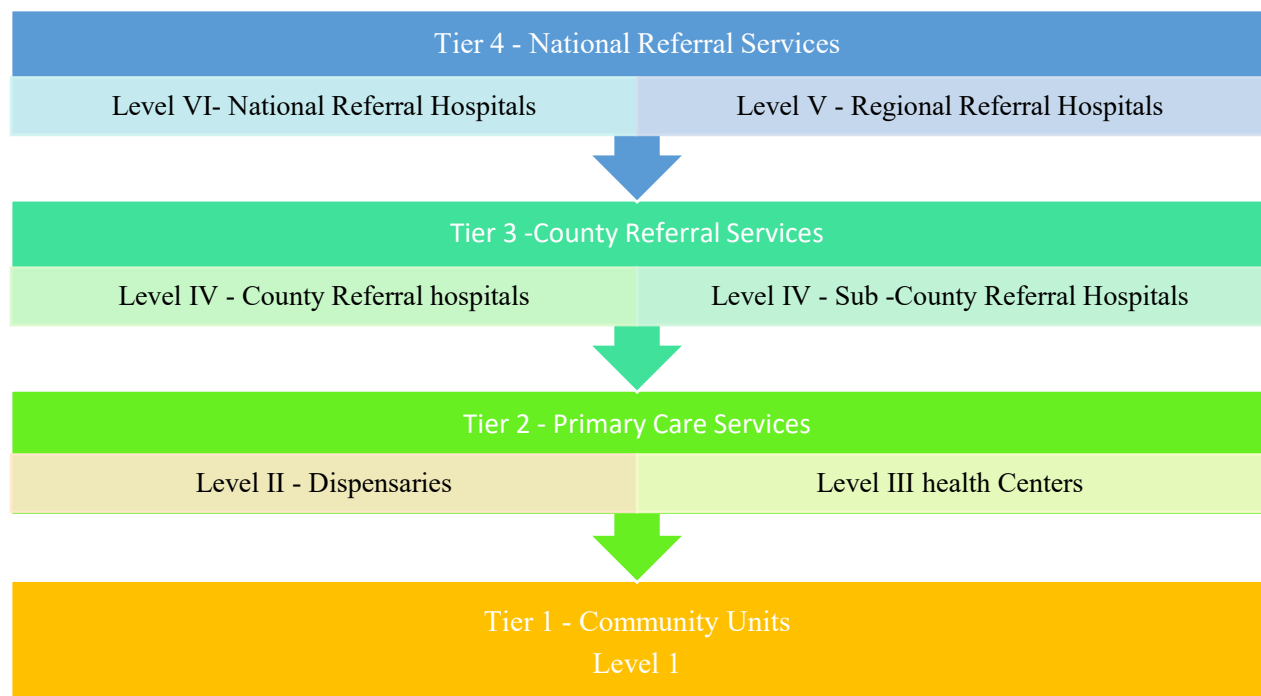 Tier 4 - National Referral Services
Level VI- National Referral Hospitals
Level V - Regional Referral Hospitals
Tier 3 -County Referral Services
Level IV - County Referral hospitals
Level IV - Sub -County Referral Hospitals
Tier 2 - Primary Care Services
Level II - Dispensaries
Level III health Centers
Tier 1 - Community Units
Level 1